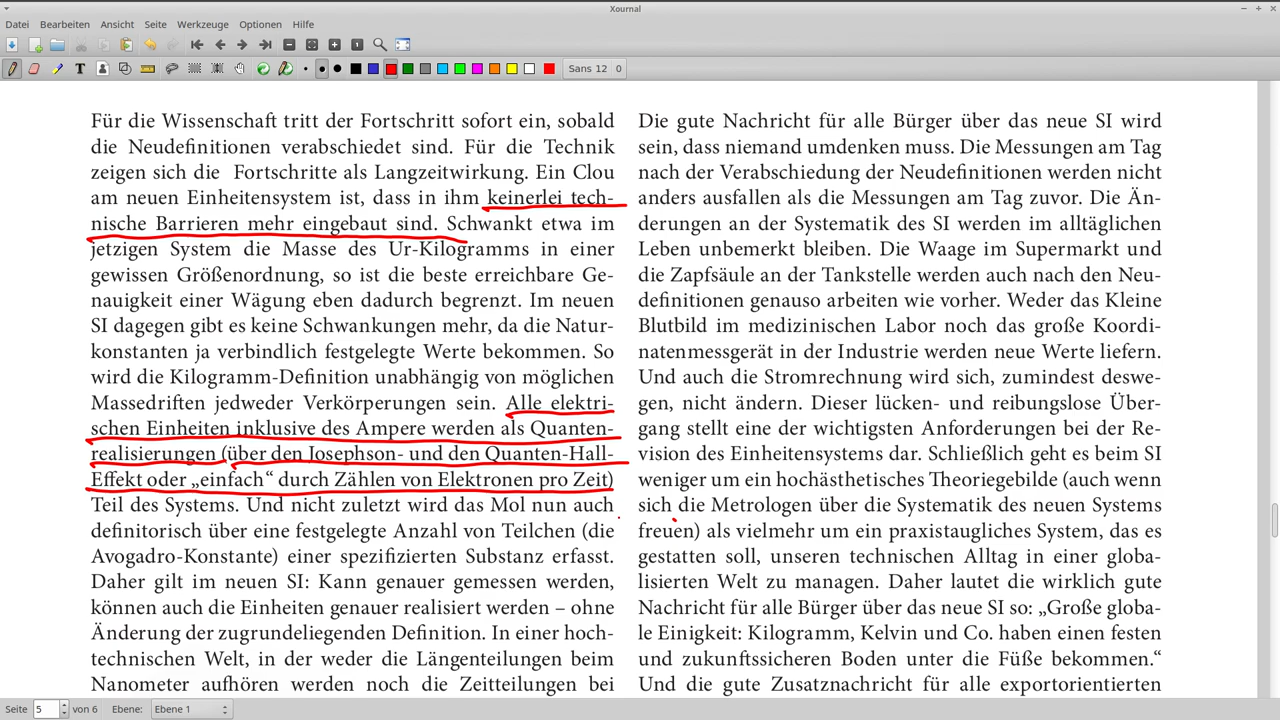 Xournal
Datei Bearbeiten Ansicht Seite Werkzeuge Optionen Hilfe
Sans 12 0
Für die Wissenschaft tritt der Fortschritt sofort ein, sobald
die Neudefinitionen verabschiedet sind. Für die Technik
zeigen sich die Fortschritte als Langzeitwirkung. Ein Clou
am neuen Einheitensystem ist, dass in ihm keinerlei tech-
nische Barrieren mehr eingebaut sind. Schwankt etwa im
jetzigen System die Masse des Ur-Kilogramms in einer
gewissen Größenordnung, so ist die beste erreichbare Ge-
nauigkeit einer Wägung eben dadurch begrenzt. Im neuen
SI dagegen gibt es keine Schwankungen mehr, da die Natur-
konstanten ja verbindlich festgelegte Werte bekommen. So
wird die Kilogramm-Definition unabhängig von möglichen
Massedriften jedweder Verkörperungen sein. Alle elektri-
schen Einheiten inklusive des Ampere werden als Quanten-
realisierungen (über den Josephson- und den Quanten-Hall-
Effekt oder „einfach“ durch Zählen von Elektronen pro Zeit)
Teil des Systems. Und nicht zuletzt wird das Mol nun auch
definitorisch über eine festgelegte Anzahl von Teilchen (die
Avogadro-Konstante) einer spezifizierten Substanz erfasst.
Daher gilt im neuen SI: Kann genauer gemessen werden,
können auch die Einheiten genauer realisiert werden – ohne
Änderung der zugrundeliegenden Definition. In einer hoch-
technischen Welt, in der weder die Längenteilungen beim
Nanometer aufhören werden noch die Zeitteilungen bei
Die gute Nachricht für alle Bürger über das neue SI wird
sein, dass niemand umdenken muss. Die Messungen am Tag
nach der Verabschiedung der Neudefinitionen werden nicht
anders ausfallen als die Messungen am Tag zuvor. Die Än-
derungen an der Systematik des SI werden im alltäglichen
Leben unbemerkt bleiben. Die Waage im Supermarkt und
die Zapfsäule an der Tankstelle werden auch nach den Neu-
definitionen genauso arbeiten wie vorher. Weder das Kleine
Blutbild im medizinischen Labor noch das große Koordi-
natenmessgerät in der Industrie werden neue Werte liefern.
Und auch die Stromrechnung wird sich, zumindest deswe-
gen, nicht ändern. Dieser lücken- und reibungslose Über-
gang stellt eine der wichtigsten Anforderungen bei der Re-
vision des Einheitensystems dar. Schließlich geht es beim SI
weniger um ein hochästhetisches Theoriegebilde (auch wenn
sich die Metrologen über die Systematik des neuen Systems
freuen) als vielmehr um ein praxistaugliches System, das es
gestatten soll, unseren technischen Alltag in einer globa-
lisierten Welt zu managen. Daher lautet die wirklich gute
Nachricht für alle Bürger über das neue SI so: „Große globa-
le Einigkeit: Kilogramm, Kelvin und Co. haben einen festen
und zukunftssicheren Boden unter die Füße bekommen.“
Und die gute Zusatznachricht für alle exportorientierten
Seite 5 von 6 Ebene: Ebene 1